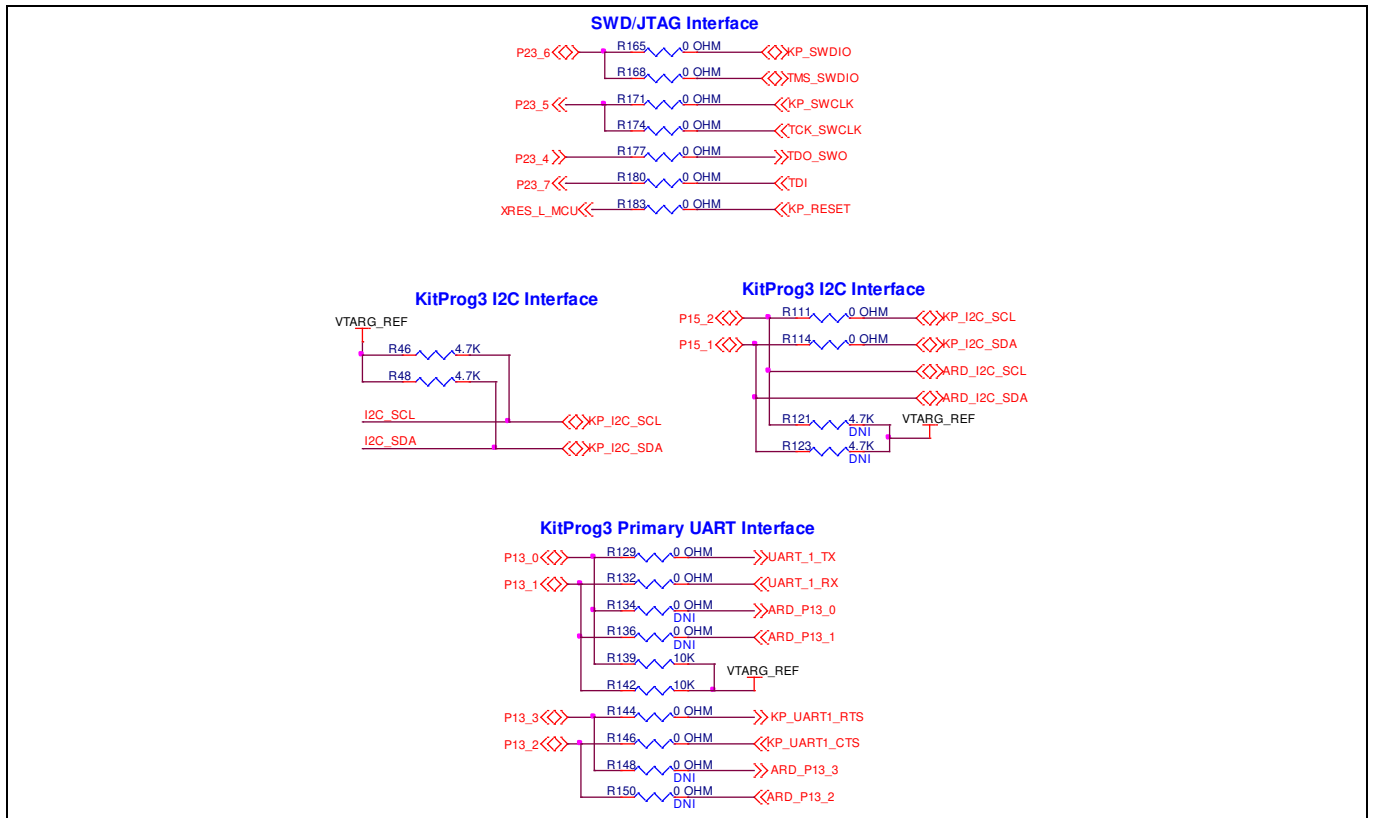 SWD/JTAG Interface
P23_6 R165 0 OHM KP_SWDIO
R168 0 OHM TMS_SWDIO
P23_5 R171 0 OHM KP_SWCLK
R174 0 OHM TCK_SWCLK
P23_4 R177 0 OHM TDO_SWO
P23_7 R180 0 OHM TDI
XRES_L_MCU R183 0 OHM KP_RESET
KitProg3 I2C Interface
VTARG_REF
R46 4.7K
R48 4.7K
I2C_SCL KP_I2C_SCL
I2C_SDA KP_I2C_SDA
KitProg3 I2C Interface
P15_2 R111 0 OHM KP_I2C_SCL
P15_1 R114 0 OHM KP_I2C_SDA
ARD_I2C_SCL
ARD_I2C_SDA
R121 4.7K VTARG_REF
DNI
R123 4.7K
DNI
KitProg3 Primary UART Interface
P13_0 R129 0 OHM UART_1_TX
P13_1 R132 0 OHM UART_1_RX
R134 0 OHM ARD_P13_0
DNI
R136 0 OHM ARD_P13_1
DNI
R139 10K VTARG_REF
R142 10K
P13_3 R144 0 OHM KP_UART1_RTS
P13_2 R146 0 OHM KP_UART1_CTS
R148 0 OHM ARD_P13_3
DNI
R150 0 OHM ARD_P13_2
DNI